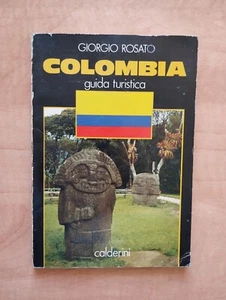 GIORGIO ROSATO
COLOMBIA
guida turistica
calderini